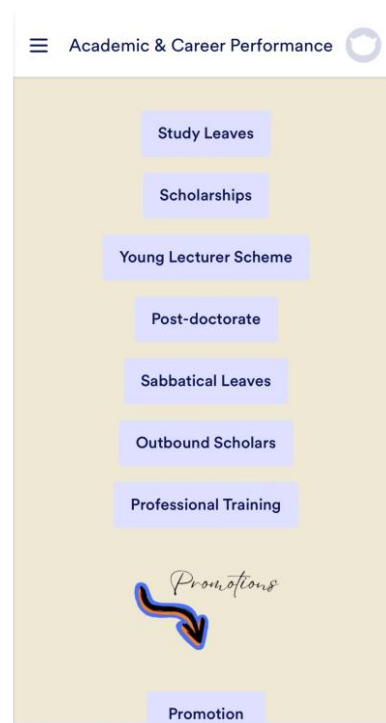 Academic & Career Performance
Study Leaves
Scholarships
Young Lecturer Scheme
Post-doctorate
Sabbatical Leaves
Outbound Scholars
Professional Training
Promotions
Promotion